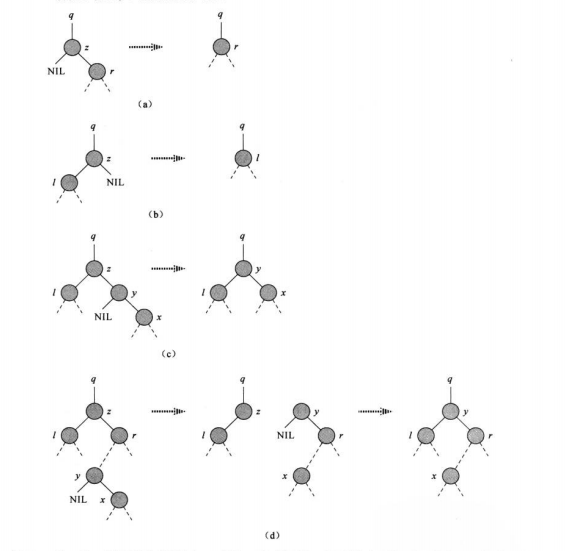 q q
z r
NIL r
(a)
q q
z l
l NIL
(b)
q q
z y
l y l x
NIL x
(c)
q q
z z y y
l r l NIL r l r
y x x
NIL x
(d)